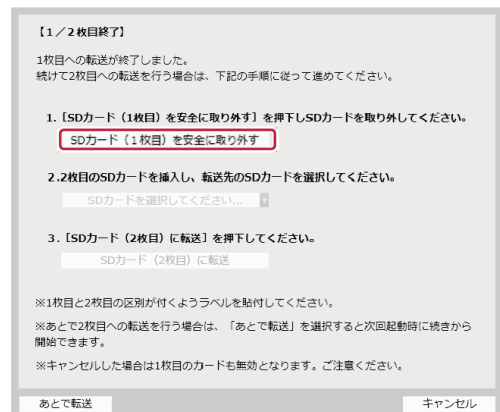 【1／2枚目終了】
1枚目への転送が終了しました。
続けて2枚目への転送を行う場合は、下記の手順に従って進めてください。
1.［SDカード（1枚目）を安全に取り外す］を押下しSDカードを取り外してください。
SDカード（1枚目）を安全に取り外す
2.2枚目のSDカードを挿入し、転送先のSDカードを選択してください。
SDカードを選択してください...
3.［SDカード（2枚目）に転送］を押下してください。
SDカード（2枚目）に転送
※1枚目と2枚目の区別が付くようラベルを貼付してください。
※あとで2枚目への転送を行う場合は、「あとで転送」を選択すると次回起動時に続きから
開始できます。
※キャンセルした場合は1枚目のカードも無効となります。ご注意ください。
あとで転送
キャンセル